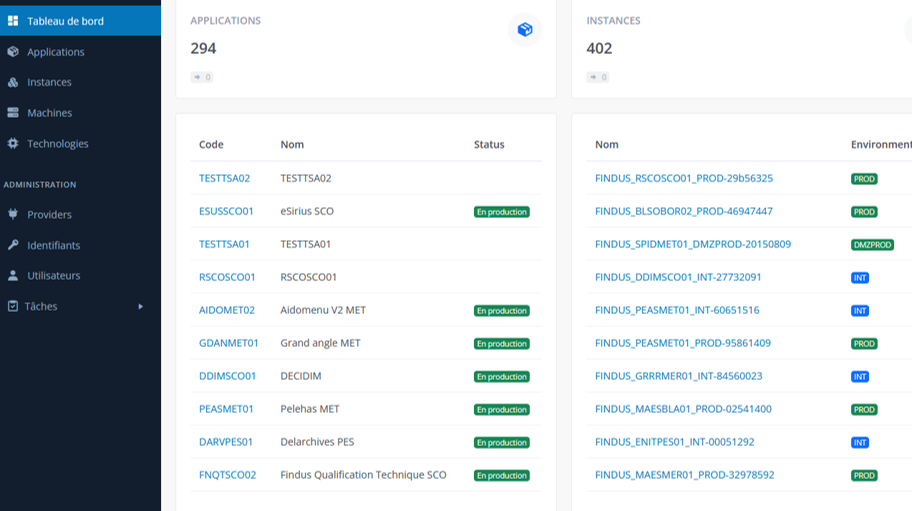 Tableau de bord
Applications
Instances
Machines
Technologies
ADMINISTRATION
Providers
Identifiants
Utilisateurs
Tâches
APPLICATIONS
294
0
INSTANCES
402
0
Code Nom Status
TESTTSA02 TESTTSA02
ESUSSCO01 eSirius SCO En production
TESTTSA01 TESTTSA01
RSCOSCO01 RSCOSCO01
AIDOMET02 Aidomenu V2 MET En production
GDANMET01 Grand angle MET En production
DDIMSCO01 DECIDIM En production
PEASMET01 Pelehas MET En production
DARVPES01 Delarchives PES En production
FNQTSCO02 Findus Qualification Technique SCO En production
Nom Environment
FINDUS_RSCOSCO01_PROD-29b56325 PROD
FINDUS_BLSOBOR02_PROD-46947447 PROD
FINDUS_SPIDMET01_DMZPROD-20150809 DMZPROD
FINDUS_DDIMSCO01_INT-27732091 INT
FINDUS_PEASMET01_INT-60651516 INT
FINDUS_PEASMET01_PROD-95861409 PROD
FINDUS_GRRRMER01_INT-84560023 INT
FINDUS_MAESBLA01_PROD-02541400 PROD
FINDUS_ENITPES01_INT-00051292 INT
FINDUS_MAESMER01_PROD-32978592 PROD